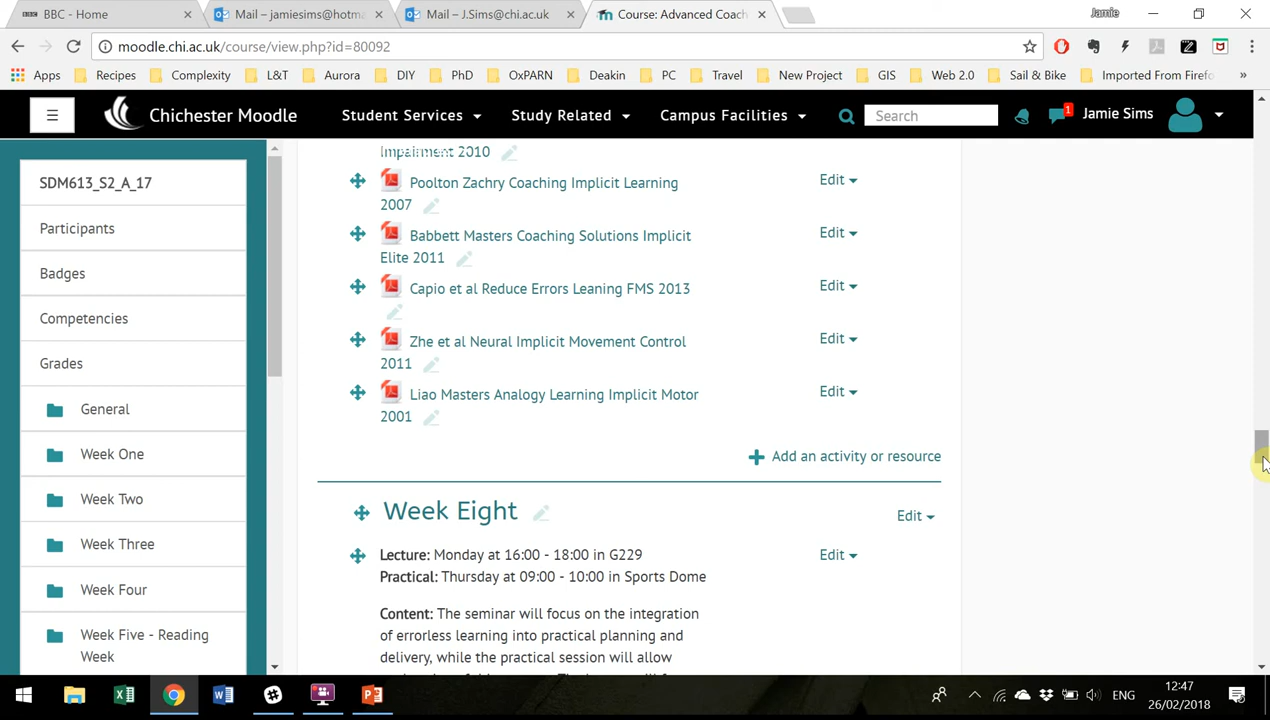 BBC - Home
Mail – jamiesims@hotma
Mail – J.Sims@chi.ac.uk
Course: Advanced Coach
Jamie
moodle.chi.ac.uk/course/view.php?id=80092
Apps
Recipes
Complexity
L&T
Aurora
DIY
PhD
OxPARN
Deakin
PC
Travel
New Project
GIS
Web 2.0
Sail & Bike
Imported From Firefo
»
Chichester Moodle
Student Services
Study Related
Campus Facilities
Search
1
Jamie Sims
SDM613_S2_A_17
Participants
Badges
Competencies
Grades
General
Week One
Week Two
Week Three
Week Four
Week Five - Reading
Week
Impairment 2010
Poolton Zachry Coaching Implicit Learning
2007
Edit
Babbett Masters Coaching Solutions Implicit
Elite 2011
Edit
Capio et al Reduce Errors Leaning FMS 2013
Edit
Zhe et al Neural Implicit Movement Control
2011
Edit
Liao Masters Analogy Learning Implicit Motor
2001
Edit
Add an activity or resource
Week Eight
Edit
Lecture: Monday at 16:00 - 18:00 in G229
Edit
Practical: Thursday at 09:00 - 10:00 in Sports Dome
Content: The seminar will focus on the integration
of errorless learning into practical planning and
delivery, while the practical session will allow
ENG
12:47
26/02/2018